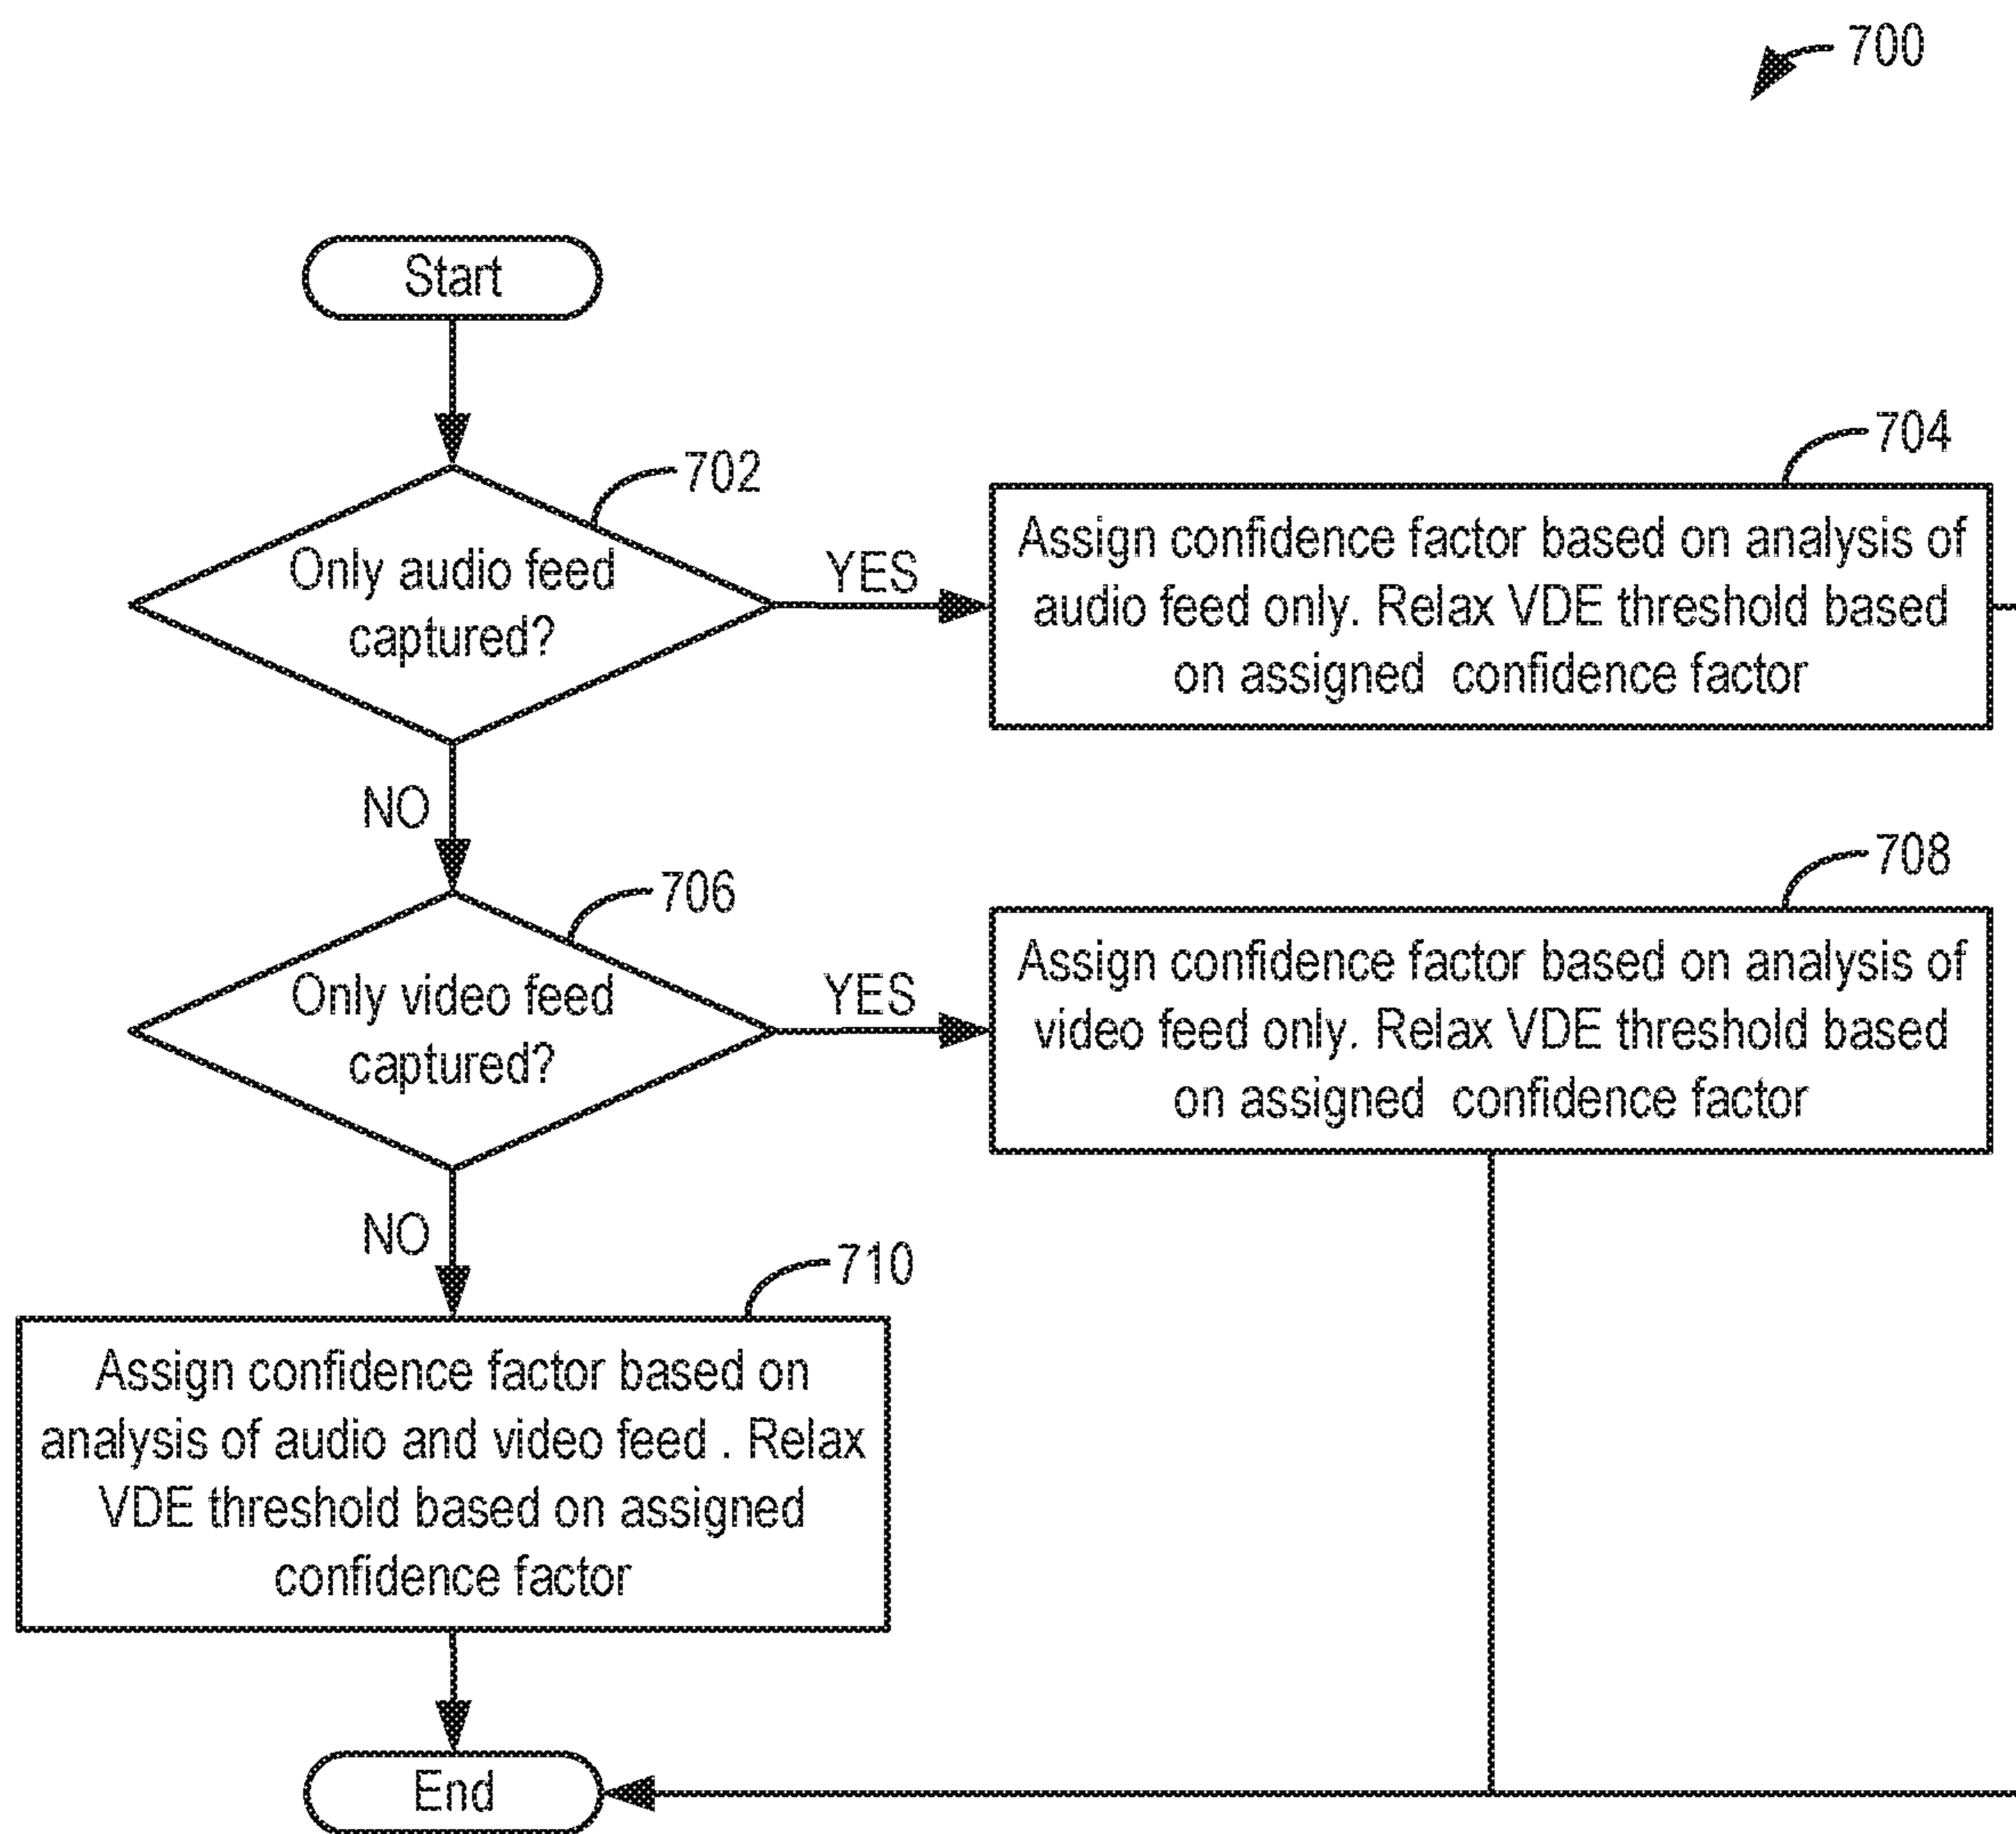 700
Start
702
Only audio feed
captured?
YES
704
Assign confidence factor based on analysis of
audio feed only. Relax VDE threshold based
on assigned confidence factor
NO
706
Only video feed
captured?
YES
708
Assign confidence factor based on analysis of
video feed only. Relax VDE threshold based
on assigned confidence factor
NO
710
Assign confidence factor based on
analysis of audio and video feed . Relax
VDE threshold based on assigned
confidence factor
End